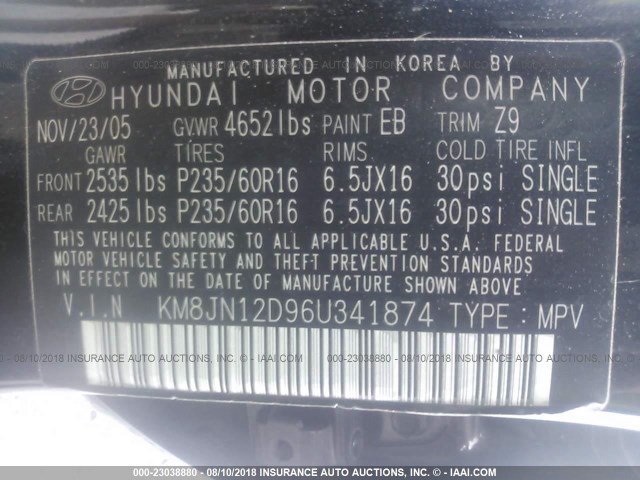 MANUFACTURED IN KOREA BY
HYUNDAI MOTOR COMPANY
NOV/23/05 GVWR 4652lbs PAINT EB TRIM Z9
GAWR TIRES RIMS COLD TIRE INFL
FRONT 2535lbs P235/60R16 6.5JX16 30psi SINGLE
REAR 2425lbs P235/60R16 6.5JX16 30psi SINGLE
THIS VEHICLE CONFORMS TO ALL APPLICABLE U.S.A. FEDERAL
MOTOR VEHICLE SAFETY AND THEFT PREVENTION STANDARDS
IN EFFECT ON THE DATE OF MANUFACTURE SHOWN ABOVE
V.I.N KM8JN12D96U341874 TYPE : MPV
000-23038880 - 08/10/2018 INSURANCE AUTO AUCTIONS, INC. - © - IAAI.COM